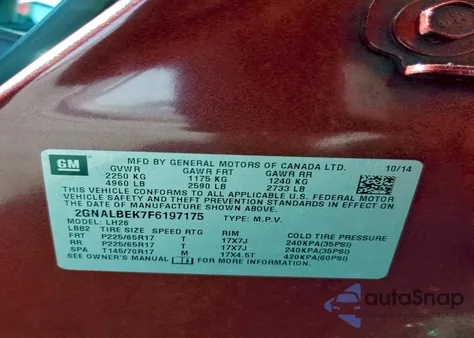 GM
MFD BY GENERAL MOTORS OF CANADA LTD. 10/14
GVWR GAWR FRT GAWR RR
2250 KG 1175 KG 1240 KG
4960 LB 2590 LB 2733 LB
THIS VEHICLE CONFORMS TO ALL APPLICABLE U.S. FEDERAL
MOTOR VEHICLE SAFETY AND THEFT PREVENTION STANDARDS IN EFFECT
ON THE DATE OF MANUFACTURE SHOWN ABOVE.
2GNALBEK7F6197175 TYPE: M.P.V.
MODEL: LH26
LBB2 TIRE SIZE SPEED RTG RIM COLD TIRE PRESSURE
FRT P225/65R17 T 17X7J 240KPA(35PSI)
RR P225/65R17 T 17X7J 240KPA(35PSI)
SPA T145/70R17 M 17X4.5T 420KPA(60PSI)
SEE OWNER'S MANUAL FOR MORE INFORMATION.
autoSnap